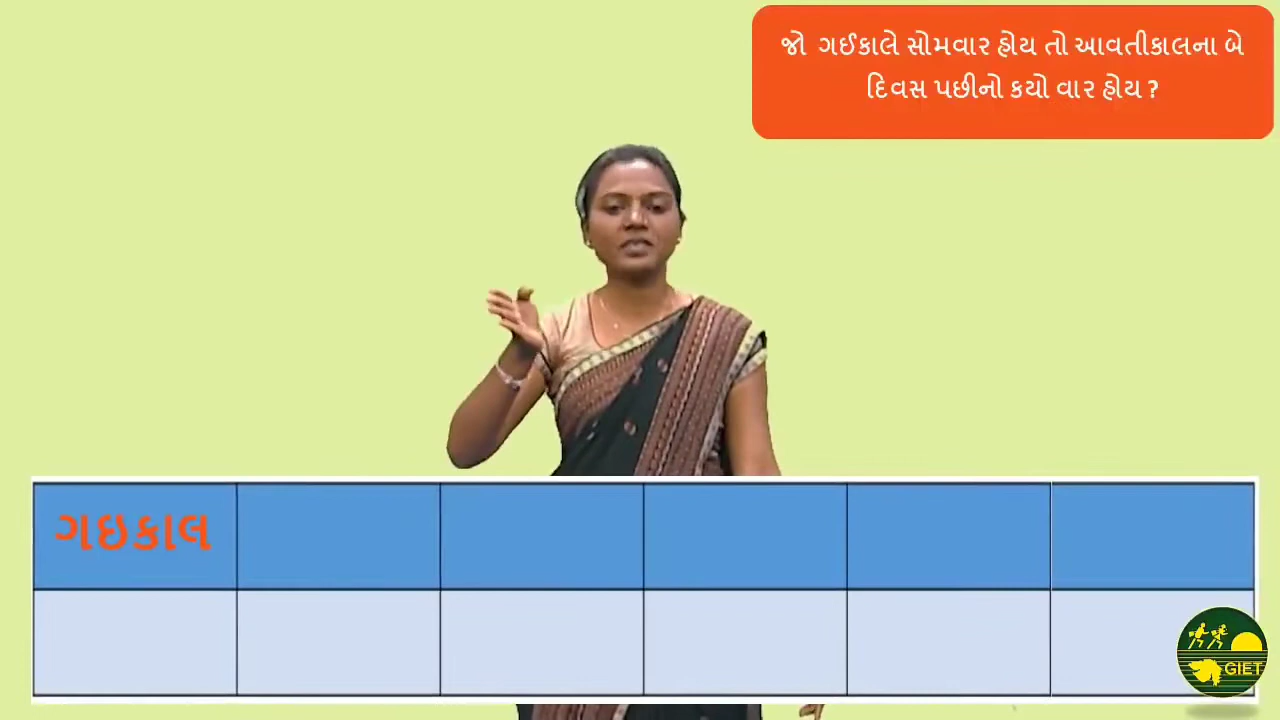 જો ગઈકાલે સોમવાર હોય તો આવતીકાલના બે
દિવસ પછીનો કયો વાર હોય ?
ગઇકાલ
GIET